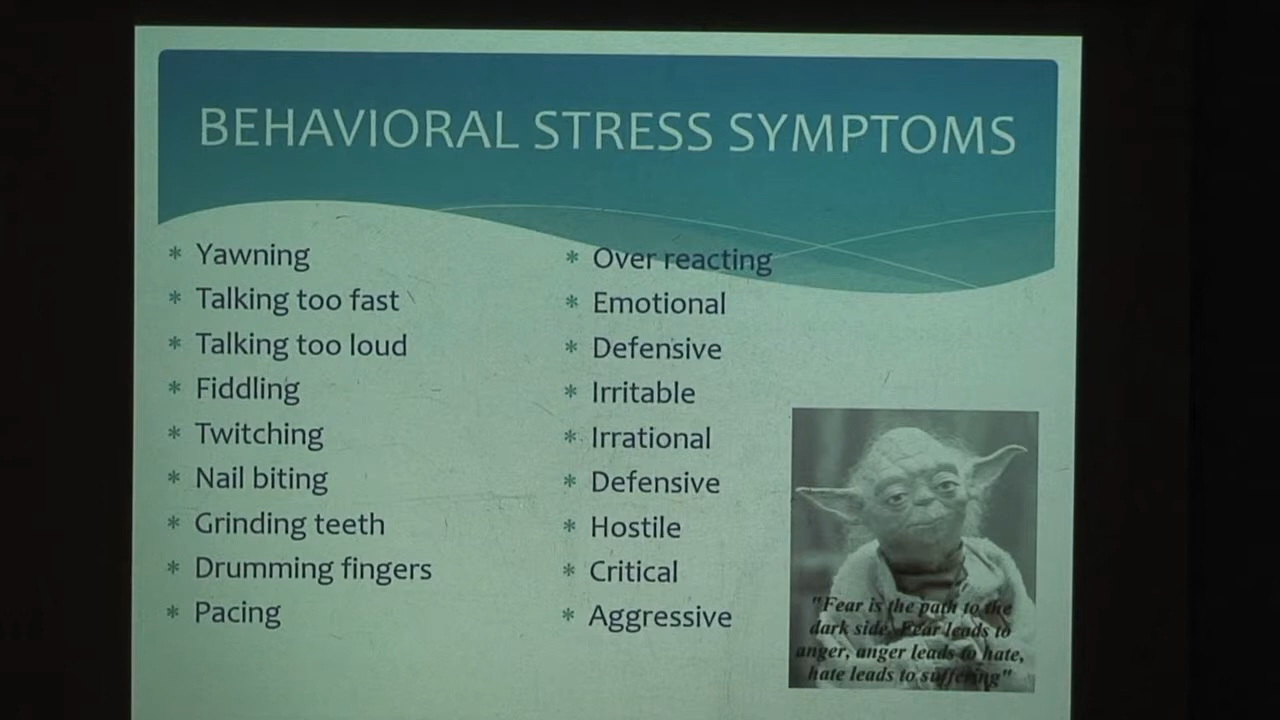 BEHAVIORAL STRESS SYMPTOMS
* Yawning
* Talking too fast
* Talking too loud
* Fiddling
* Twitching
* Nail biting
* Grinding teeth
* Drumming fingers
* Pacing
* Over reacting
* Emotional
* Defensive
* Irritable
* Irrational
* Defensive
* Hostile
* Critical
* Aggressive
"Fear is the path to the
dark side. Fear leads to
anger, anger leads to hate,
hate leads to suffering"